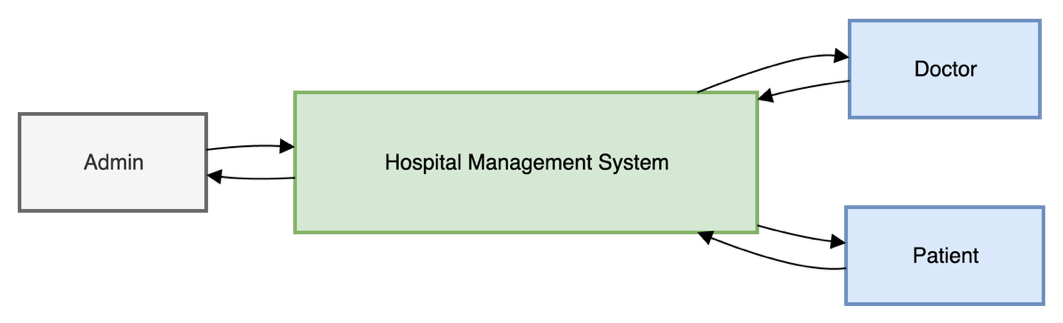 Doctor
Admin
Hospital Management System
Patient